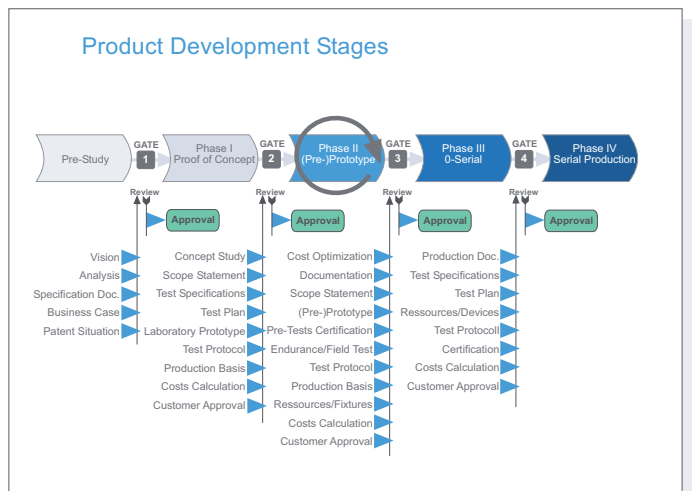 Product Development Stages
Pre-Study
GATE
1
Phase I
Proof of Concept
GATE
2
Phase II
(Pre-)Prototype
GATE
3
Phase III
0-Serial
GATE
4
Phase IV
Serial Production
Review
Approval
Review
Approval
Review
Approval
Review
Approval
Vision
Analysis
Specification Doc.
Business Case
Patent Situation
Concept Study
Scope Statement
Test Specifications
Test Plan
Laboratory Prototype
Test Protocol
Production Basis
Costs Calculation
Customer Approval
Cost Optimization
Documentation
Scope Statement
(Pre-)Prototype
Pre-Tests Certification
Endurance/Field Test
Test Protocol
Production Basis
Ressources/Fixtures
Costs Calculation
Customer Approval
Production Doc.
Test Specifications
Test Plan
Ressources/Devices
Test Protocoll
Certification
Costs Calculation
Customer Approval